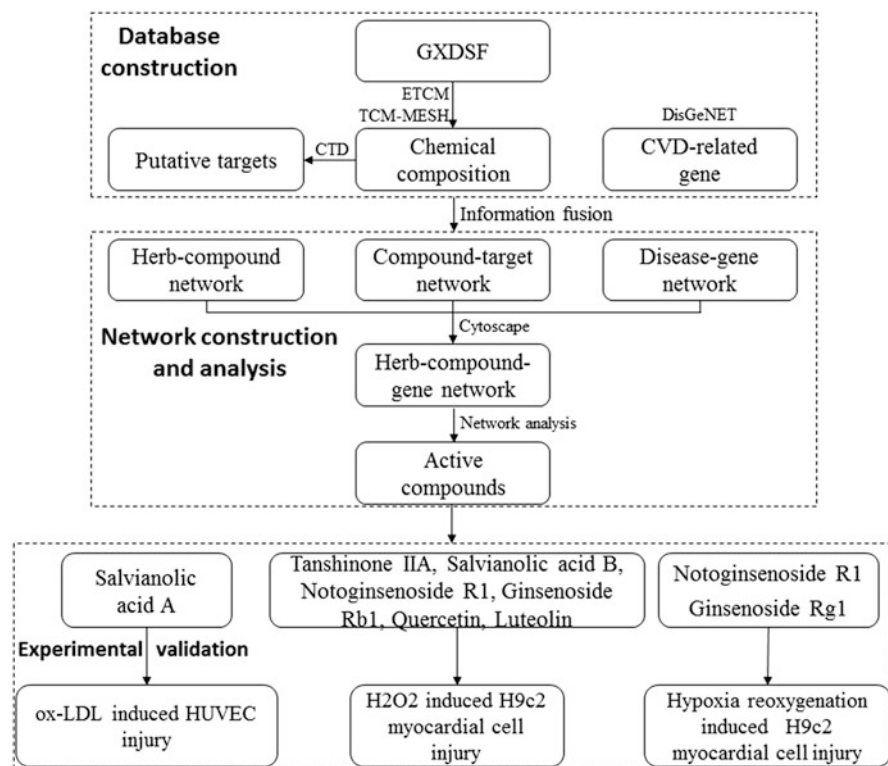 Database
construction
GXDSF
ETCM
TCM-MESH
DisGeNET
Putative targets
CTD
Chemical
composition
CVD-related
gene
Information fusion
Herb-compound
network
Compound-target
network
Disease-gene
network
Cytoscape
Network construction
and analysis
Herb-compound-
gene network
Network analysis
Active
compounds
Salvianolic
acid A
Tanshinone IIA, Salvianolic acid B,
Notoginsenoside R1, Ginsenoside
Rb1, Quercetin, Luteolin
Notoginsenoside R1
Ginsenoside Rg1
Experimental validation
ox-LDL induced HUVEC
injury
H2O2 induced H9c2
myocardial cell
injury
Hypoxia reoxygenation
induced H9c2
myocardial cell injury